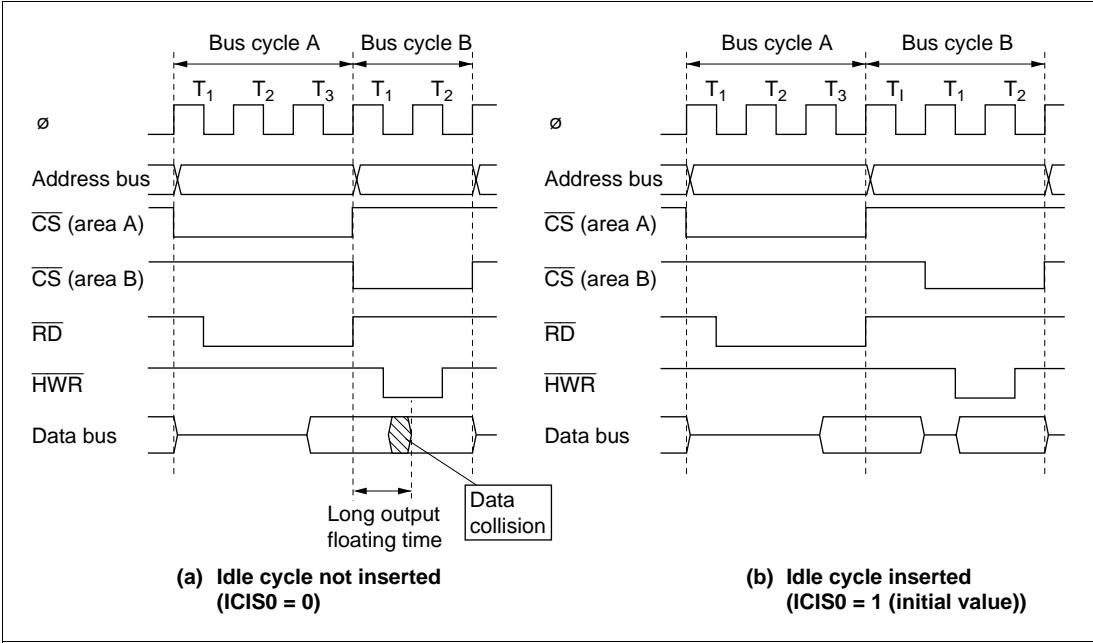 Bus cycle A Bus cycle B
T1 T2 T3 T1 T2
ø
Address bus
CS (area A)
CS (area B)
RD
HWR
Data bus
Long output
floating time
Data
collision
(a) Idle cycle not inserted
(ICIS0 = 0)
Bus cycle A Bus cycle B
T1 T2 T3 TI T1 T2
ø
Address bus
CS (area A)
CS (area B)
RD
HWR
Data bus
(b) Idle cycle inserted
(ICIS0 = 1 (initial value))